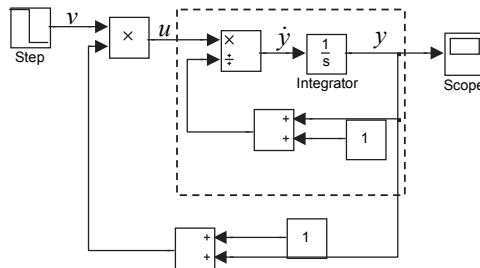 v
u
ẏ
y
×
×
÷
1
s
Step
Integrator
Scope
+
+
1
+
+
1